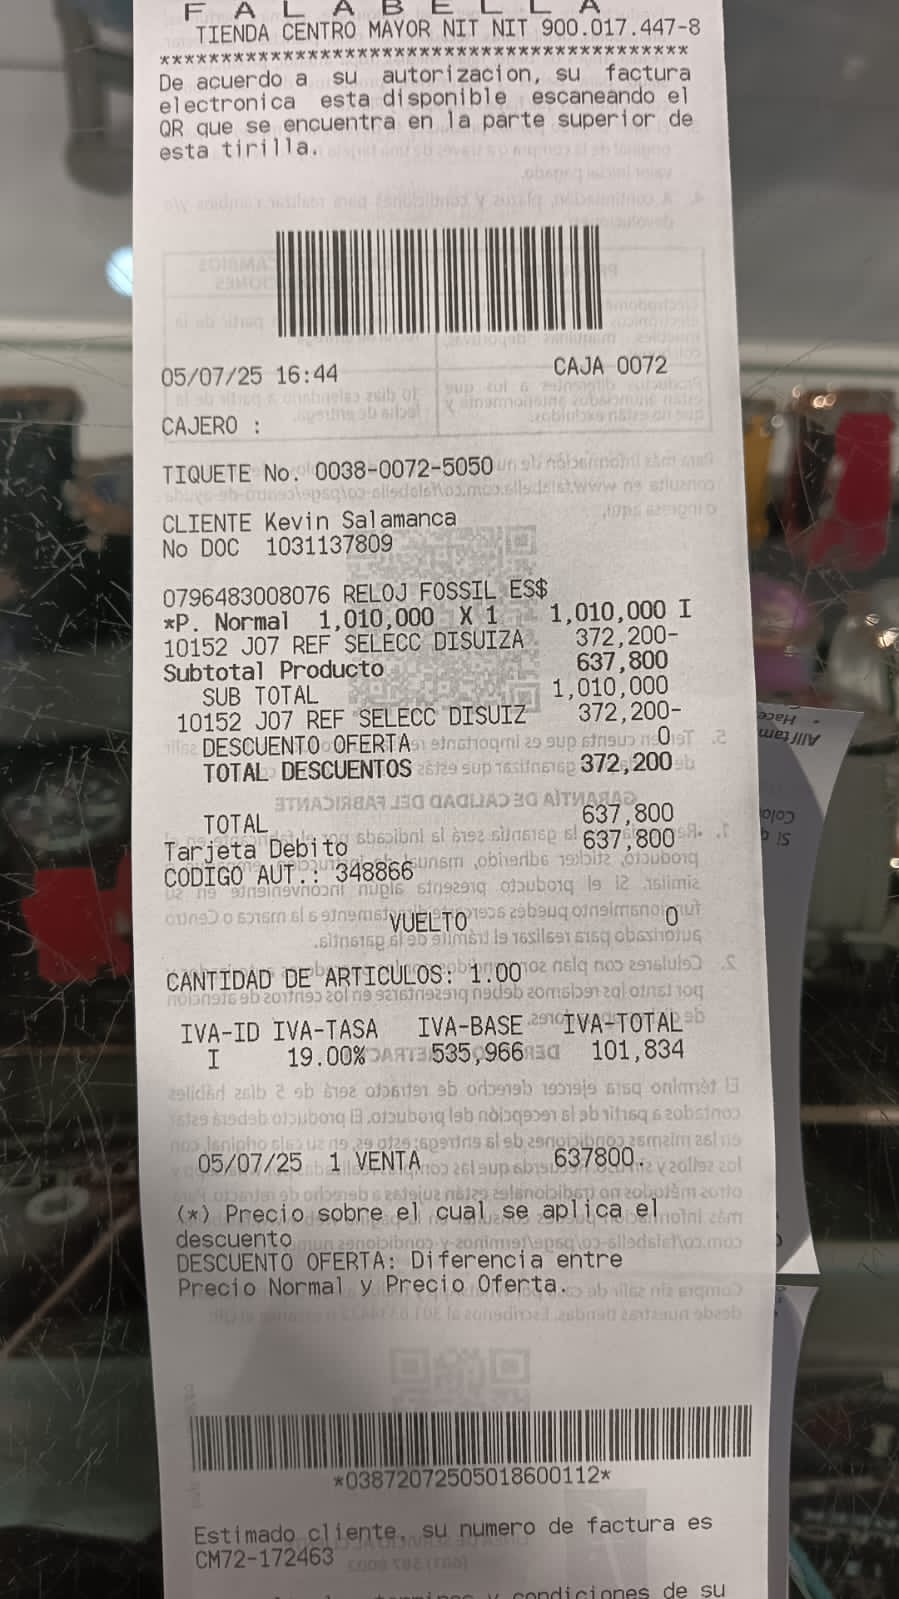 F A L A B E L L A
TIENDA CENTRO MAYOR NIT NIT 900.017.447-8
******************************************
De acuerdo a su autorizacion, su factura
electronica esta disponible escaneando el
QR que se encuentra en la parte superior de
esta tirilla.
05/07/25 16:44 CAJA 0072
CAJERO :
TIQUETE No. 0038-0072-5050
CLIENTE Kevin Salamanca
No DOC 1031137809
0796483008076 RELOJ FOSSIL ES$
*P. Normal 1,010,000 X 1 1,010,000 I
10152 J07 REF SELECC DISUIZA 372,200-
Subtotal Producto 637,800
SUB TOTAL 1,010,000
10152 J07 REF SELECC DISUIZ 372,200-
DESCUENTO OFERTA 0
TOTAL DESCUENTOS 372,200
TOTAL 637,800
Tarjeta Debito 637,800
CODIGO AUT.: 348866
VUELTO 0
CANTIDAD DE ARTICULOS: 1.00
IVA-ID IVA-TASA IVA-BASE IVA-TOTAL
I 19.00% 535,966 101,834
05/07/25 1 VENTA 637800.
(*) Precio sobre el cual se aplica el
descuento
DESCUENTO OFERTA: Diferencia entre
Precio Normal y Precio Oferta.
*03872072505018600112*
Estimado cliente, su numero de factura es
CM72-172463
terminos y condiciones de su